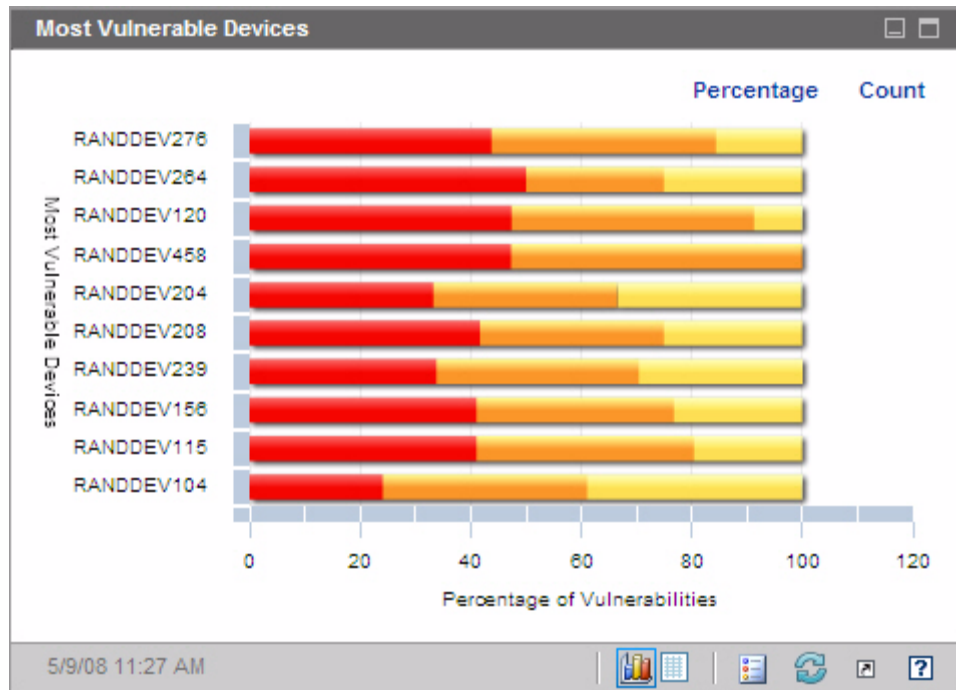 Most Vulnerable Devices
Percentage Count
Most Vulnerable Devices
RANDDEV276
RANDDEV264
RANDDEV120
RANDDEV458
RANDDEV204
RANDDEV208
RANDDEV239
RANDDEV156
RANDDEV115
RANDDEV104
0 20 40 60 80 100 120
Percentage of Vulnerabilities
5/9/08 11:27 AM
?